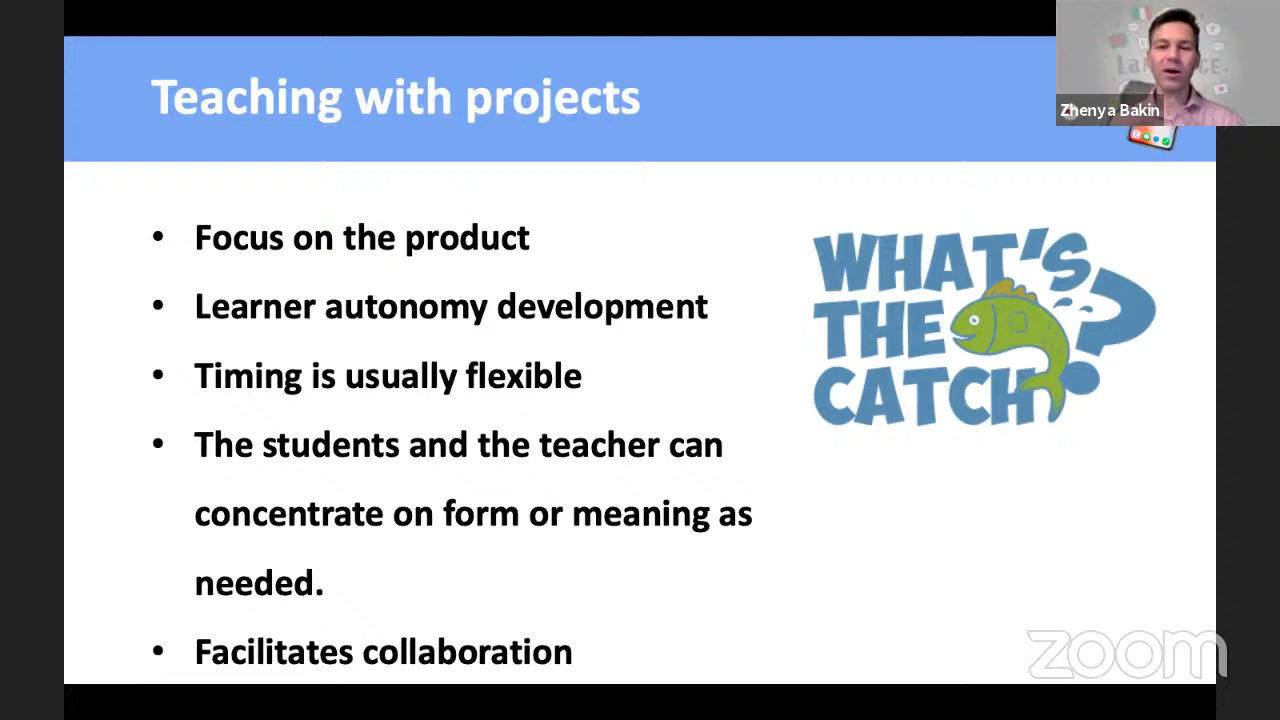 Teaching with projects
Zhenya Bakin
• Focus on the product
• Learner autonomy development
• Timing is usually flexible
• The students and the teacher can
concentrate on form or meaning as
needed.
• Facilitates collaboration
WHAT'S
THE
CATCH?
zoom